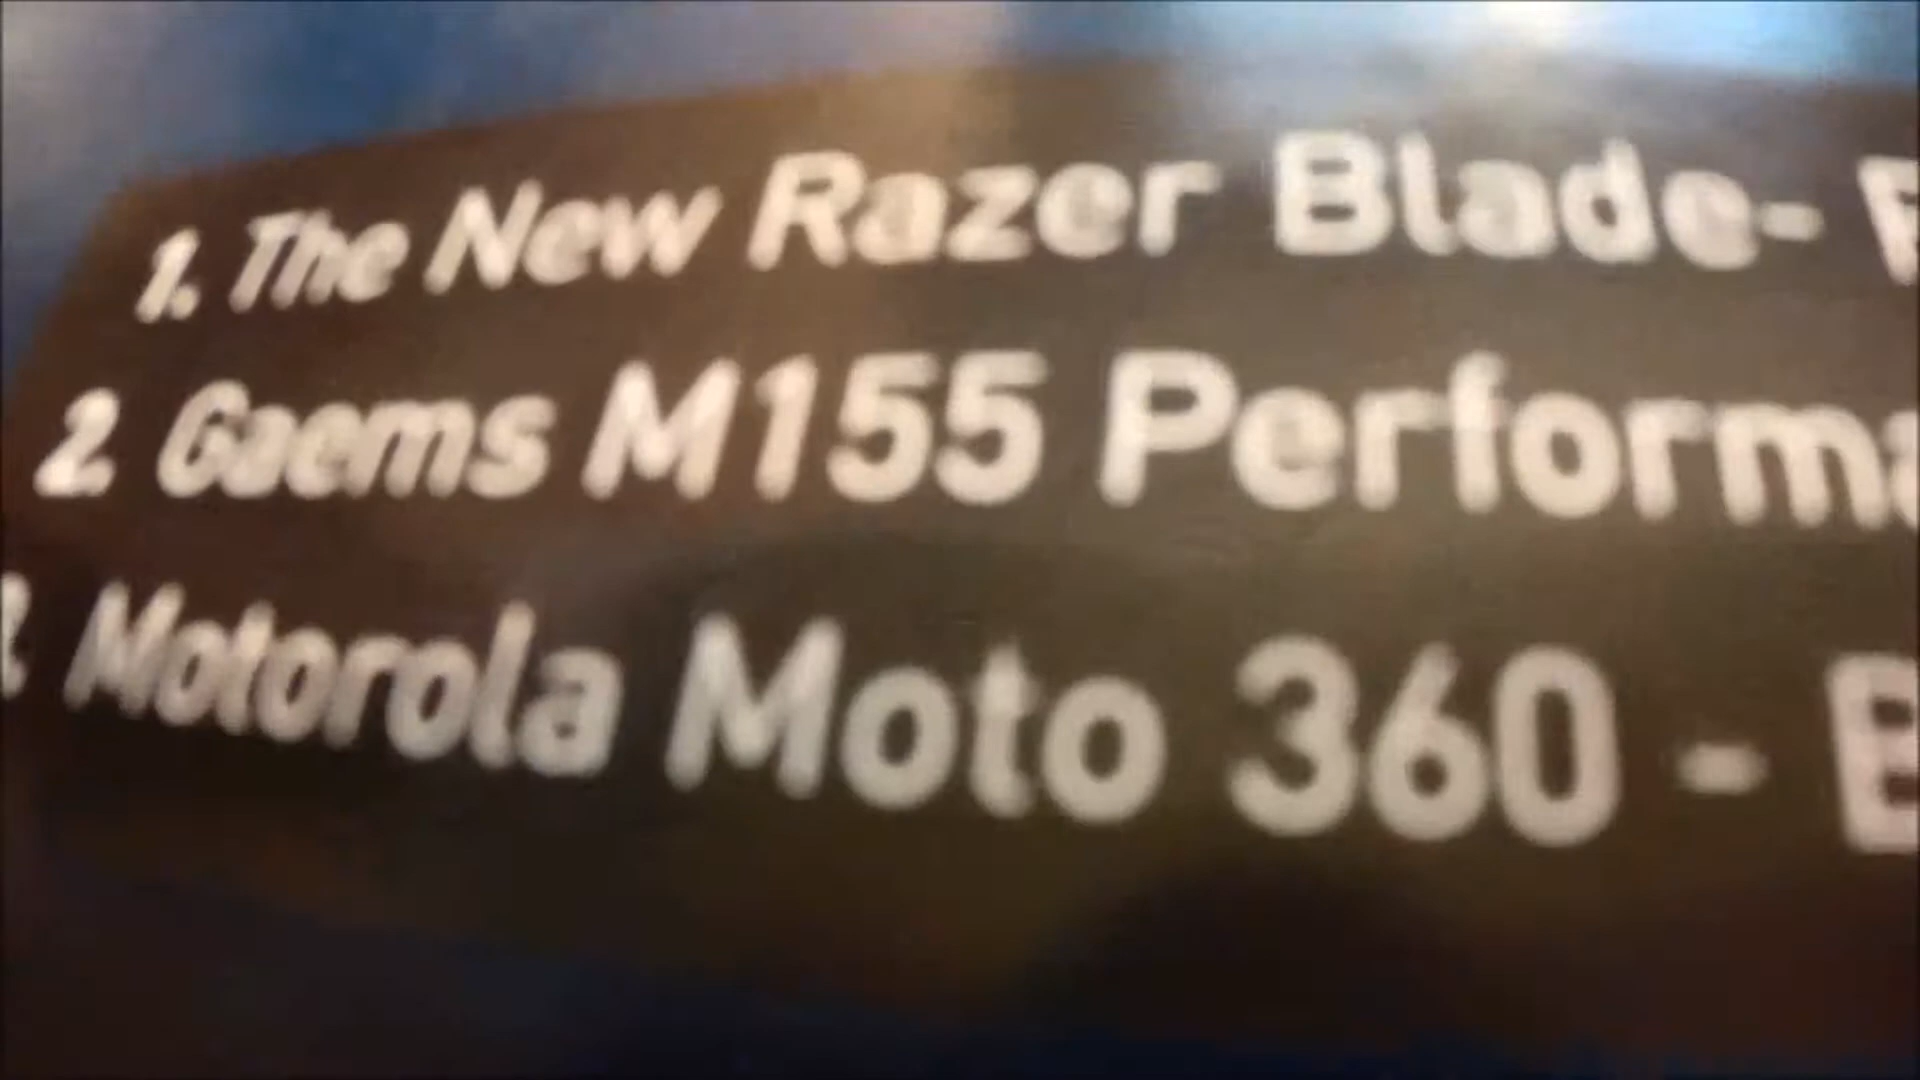 1. The New Razer Blade-
2. Gaems M155 Performa
Motorola Moto 360 -